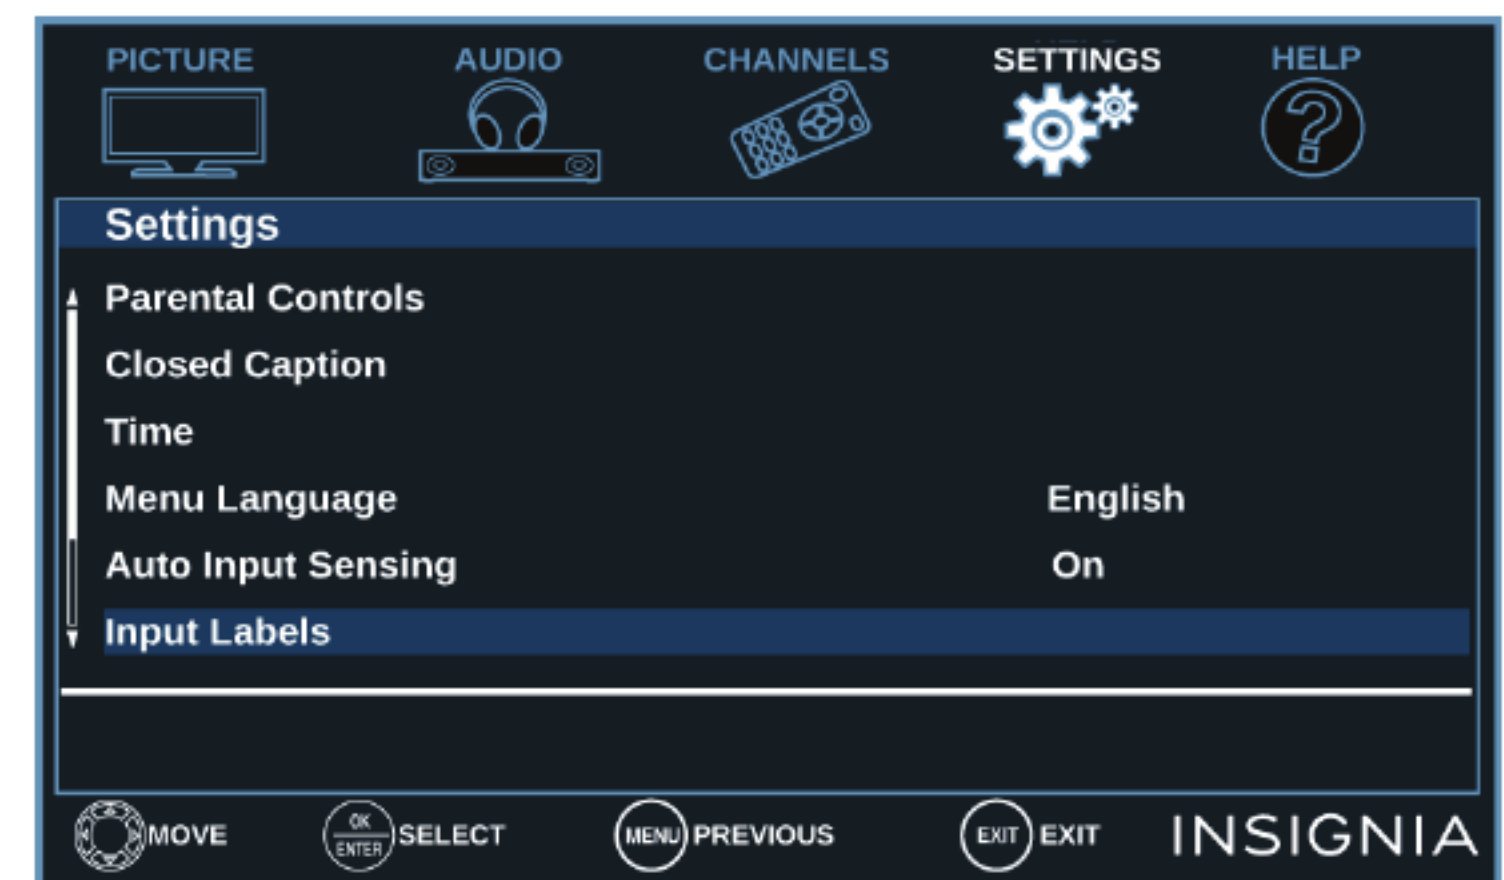 PICTURE AUDIO CHANNELS SETTINGS HELP
Settings
Parental Controls
Closed Caption
Time
Menu Language English
Auto Input Sensing On
Input Labels
MOVE OK ENTER SELECT MENU PREVIOUS EXIT EXIT INSIGNIA